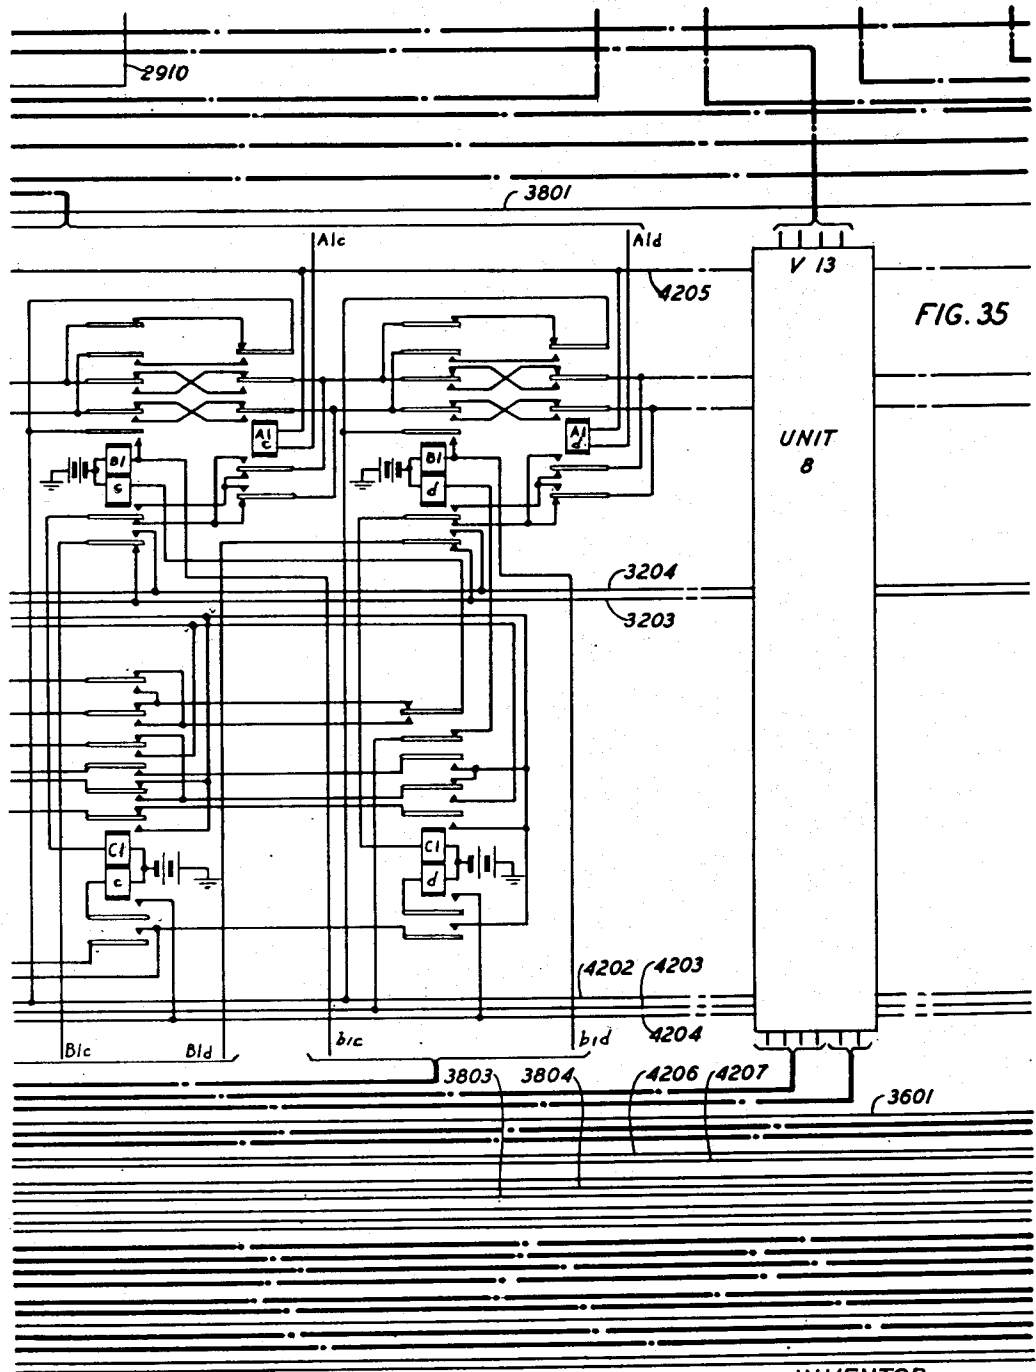 2910
3801
A1c
A1d
V 13
4205
FIG. 35
UNIT
8
A1
c
A1
d
B1
c
B1
d
3204
3203
C1
c
C1
d
4202
4203
4204
B1c
B1d
b1c
b1d
3803
3804
4206
4207
3601
INVENTOR